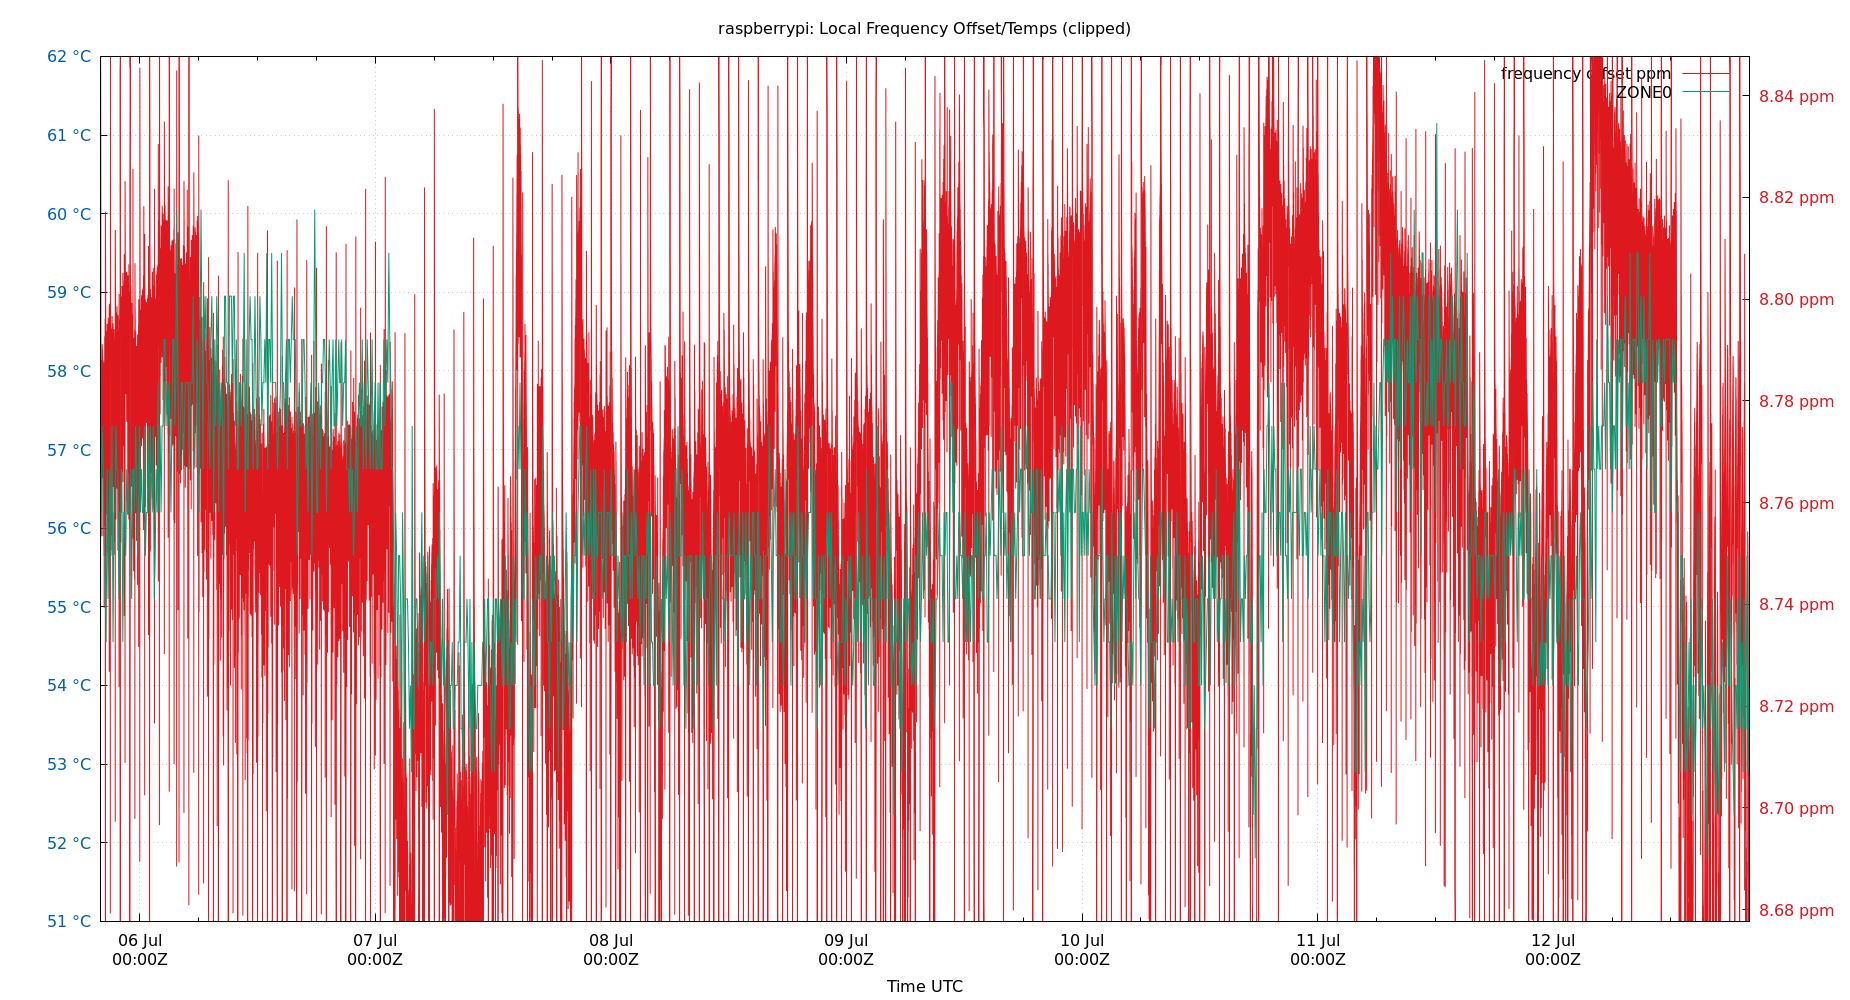 raspberrypi: Local Frequency Offset/Temps (clipped)
62 °C
61 °C
60 °C
59 °C
58 °C
57 °C
56 °C
55 °C
54 °C
53 °C
52 °C
51 °C
frequency offset ppm
ZONE0
8.84 ppm
8.82 ppm
8.80 ppm
8.78 ppm
8.76 ppm
8.74 ppm
8.72 ppm
8.70 ppm
8.68 ppm
06 Jul
00:00Z
07 Jul
00:00Z
08 Jul
00:00Z
09 Jul
00:00Z
10 Jul
00:00Z
11 Jul
00:00Z
12 Jul
00:00Z
Time UTC